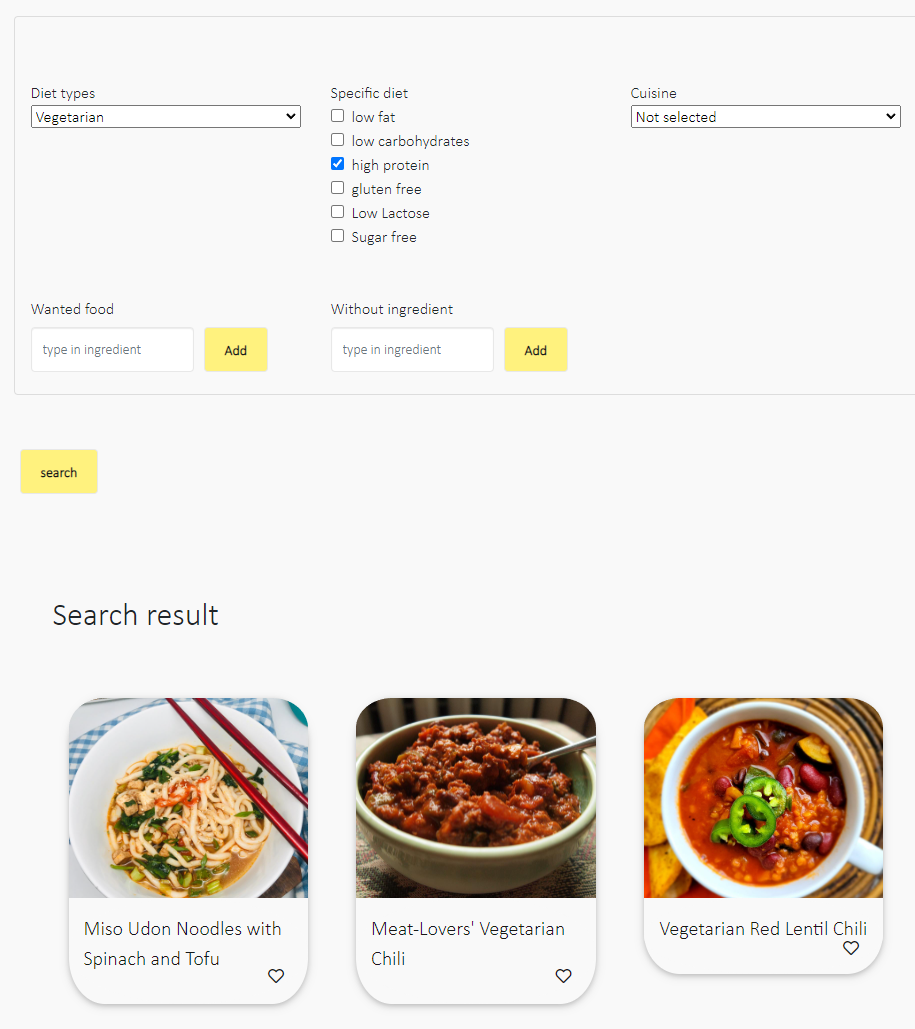 Diet types
Specific diet
Cuisine
Vegetarian
low fat
Not selected
low carbohydrates
high protein
gluten free
Low Lactose
Sugar free
Wanted food
Without ingredient
type in ingredient
Add
type in ingredient
Add
search
Search result
Miso Udon Noodles with
Spinach and Tofu
Meat-Lovers' Vegetarian
Chili
Vegetarian Red Lentil Chili